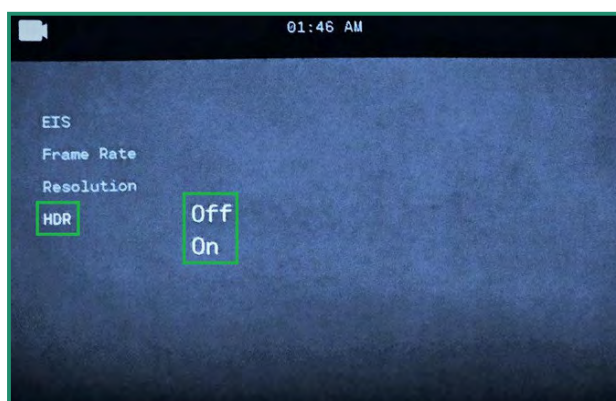 01:46 AM
EIS
Frame Rate
Resolution
HDR
Off
On